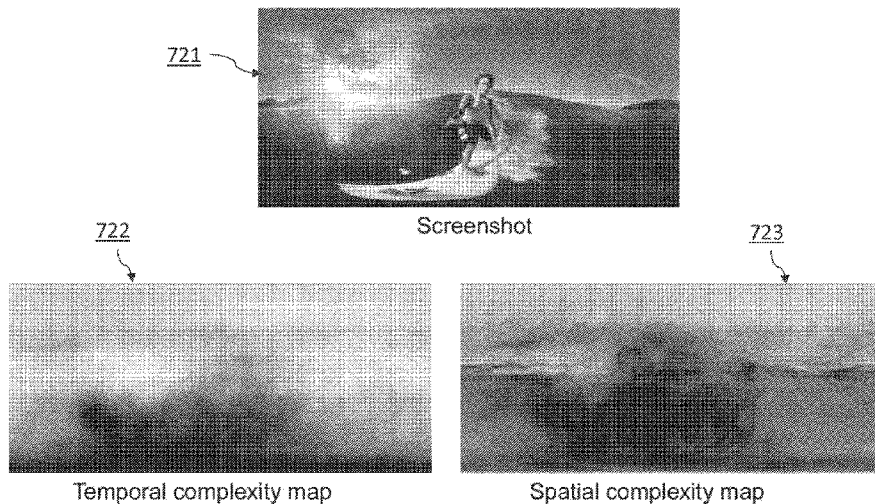 721
Screenshot
722
723
Temporal complexity map
Spatial complexity map